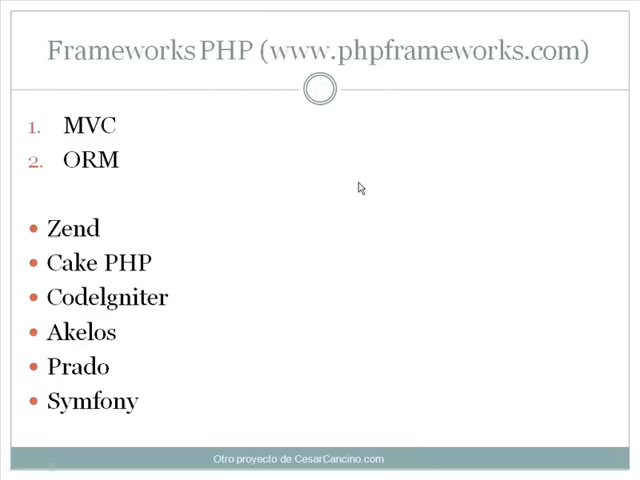 Frameworks PHP (www.phpframeworks.com)
1. MVC
2. ORM
• Zend
• Cake PHP
• CodeIgniter
• Akelos
• Prado
• Symfony
Otro proyecto de CesarCancino.com